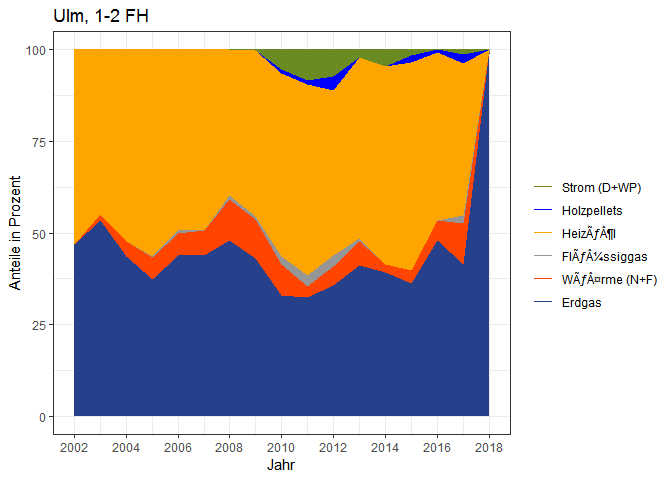 Ulm, 1-2 FH
100
75
50
25
0
Anteile in Prozent
2002 2004 2006 2008 2010 2012 2014 2016 2018
Jahr
Strom (D+WP)
Holzpellets
HeizÃƒÂ¶l
FlÃƒÂ¼ssiggas
WÃƒÂ¤rme (N+F)
Erdgas